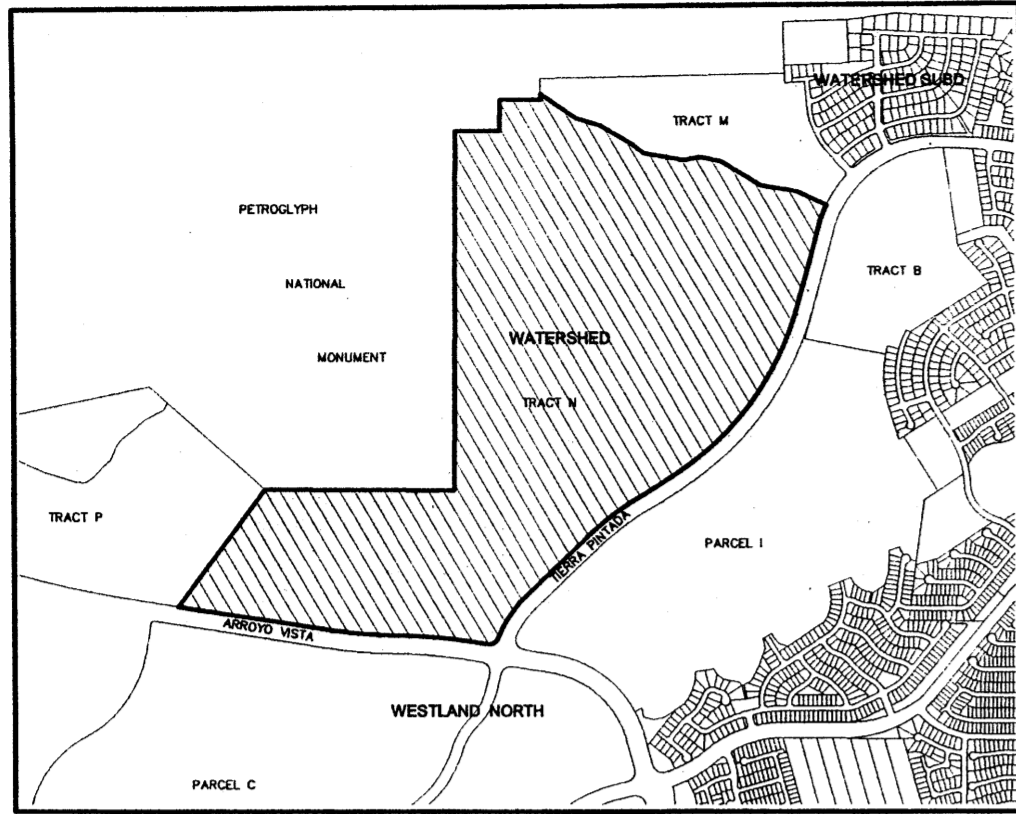 WATERSHED SUBD
TRACT M
PETROGLYPH
TRACT B
NATIONAL
WATERSHED
MONUMENT
TRACT N
TRACT P
TIERRA PINTADA
PARCEL I
ARROYO VISTA
WESTLAND NORTH
PARCEL C